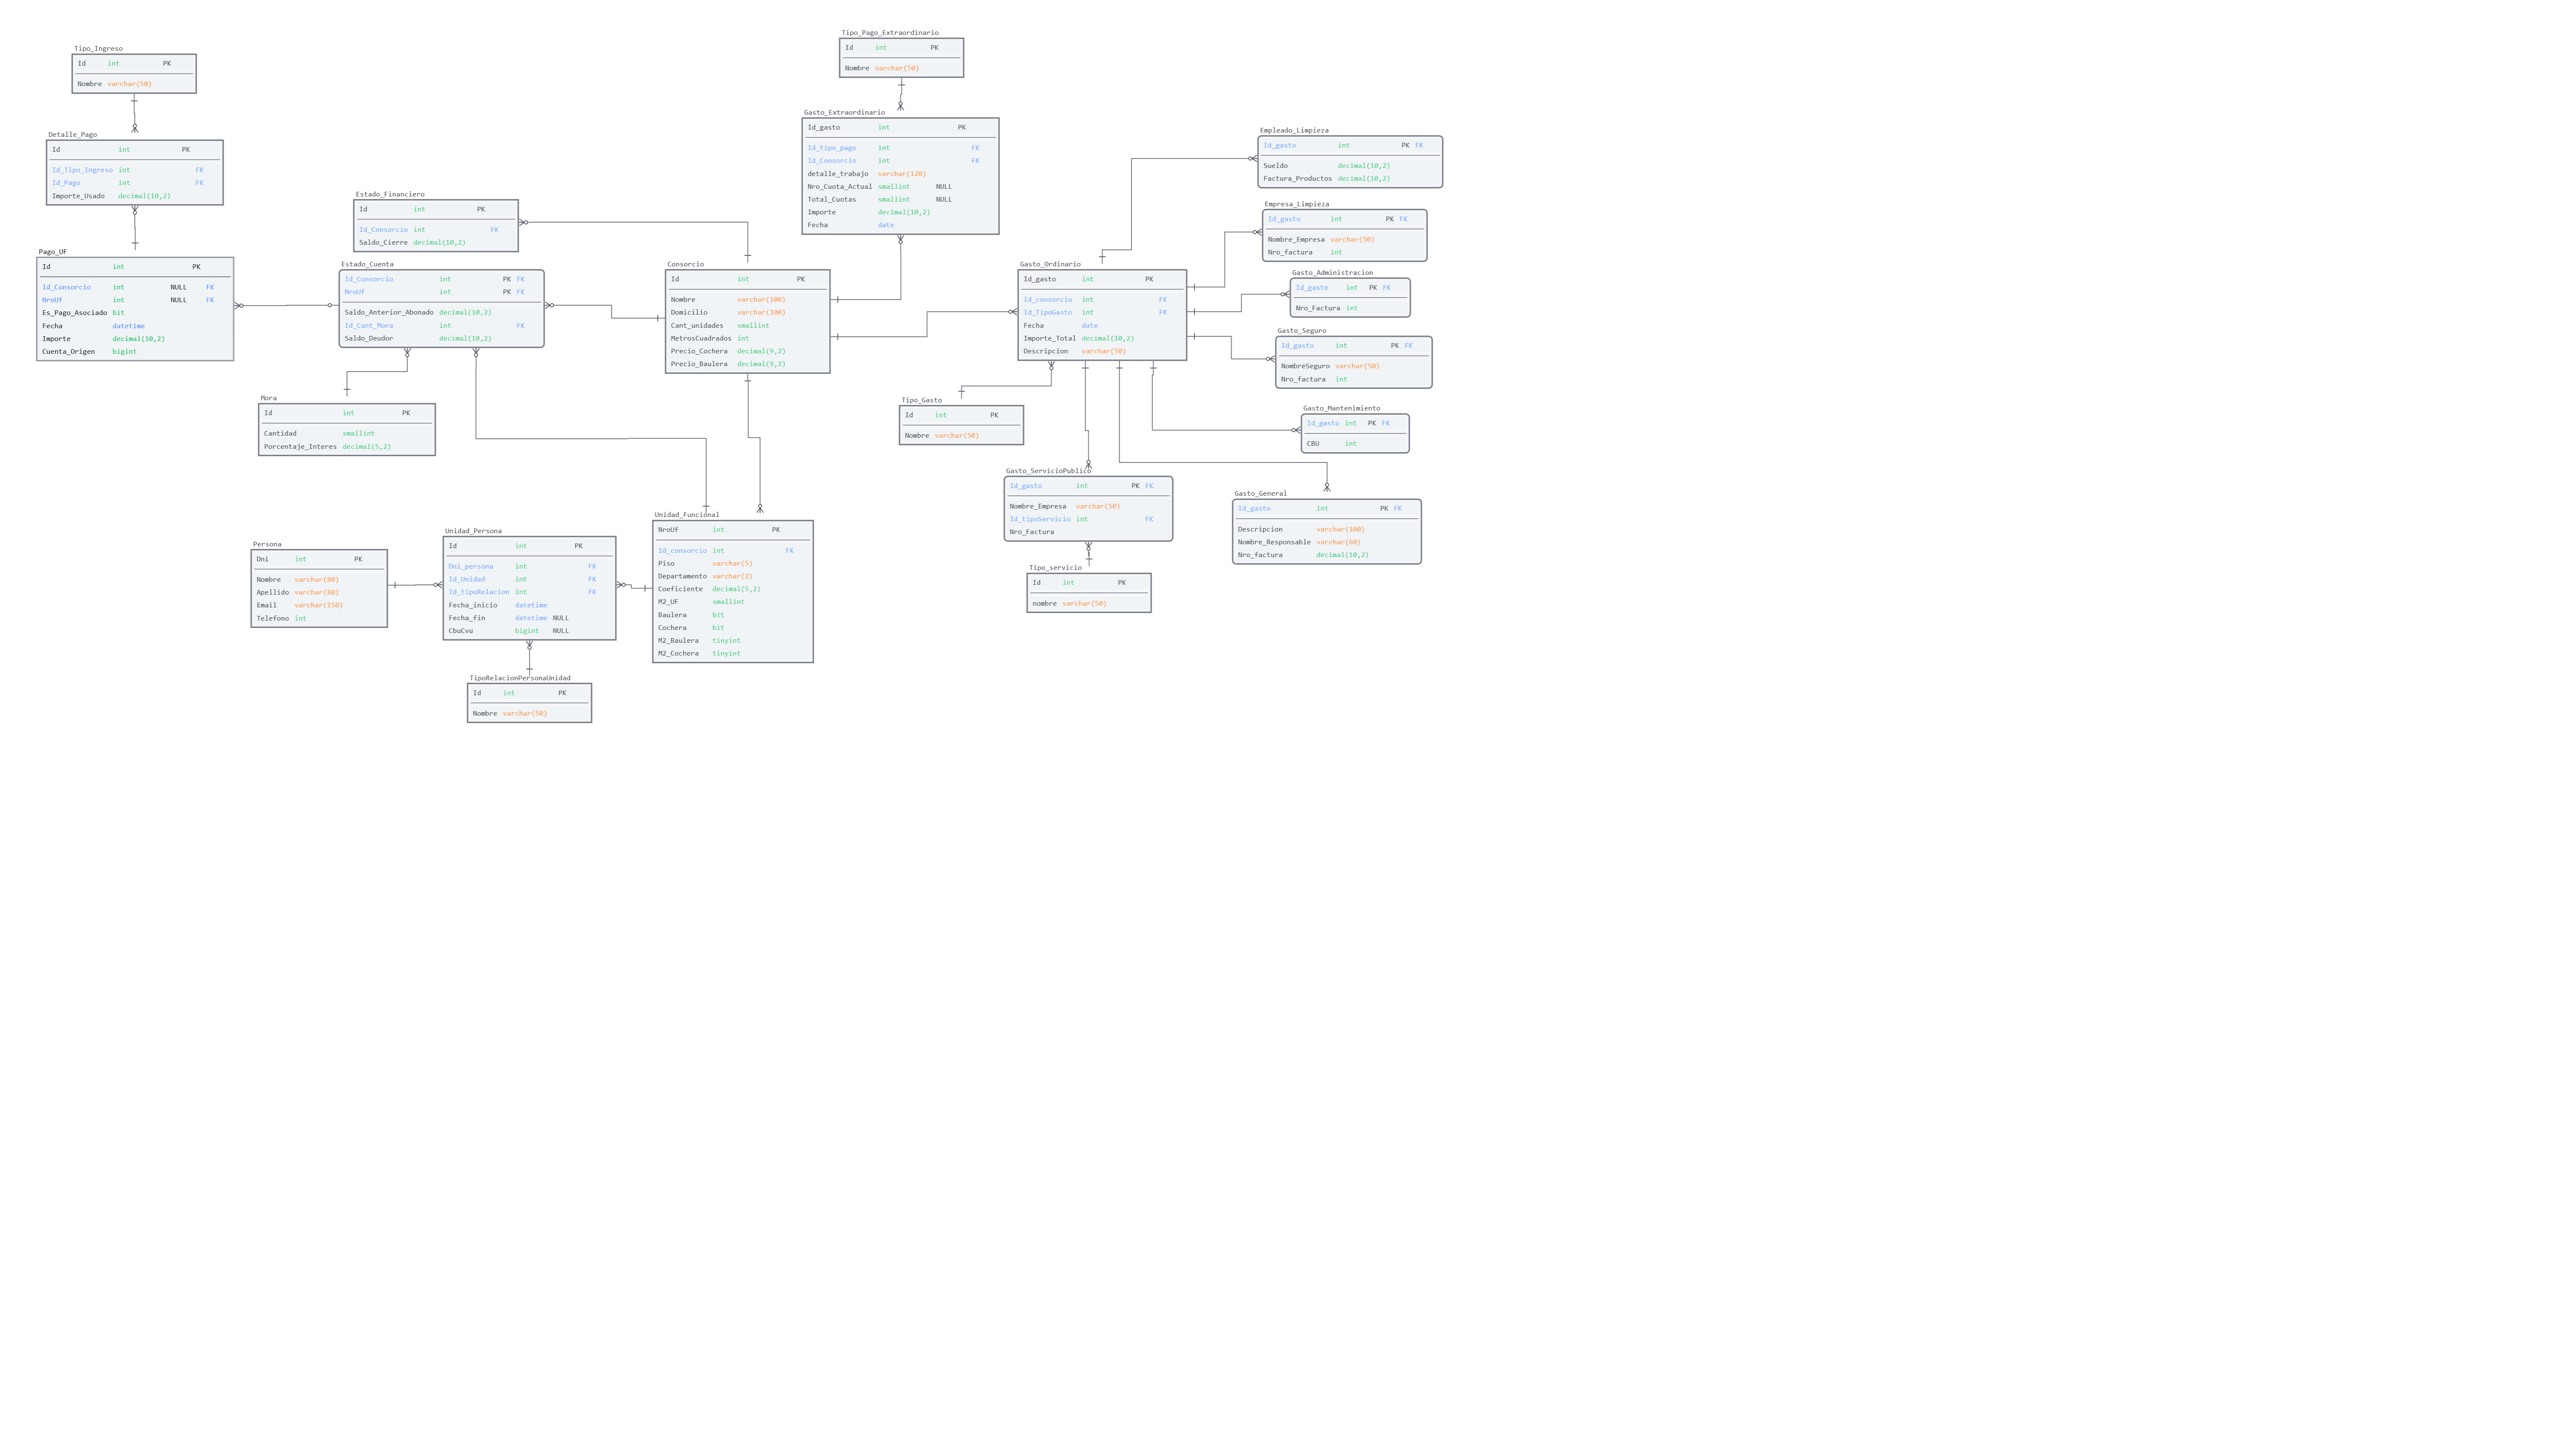 Tipo_Ingreso
Id int PK
Nombre varchar(50)
Detalle_Pago
Id int PK
Id_Tipo_Ingreso int FK
Id_Pago int FK
Importe_Usado decimal(10,2)
Pago_UF
Id int PK
Id_Consorcio int NULL FK
NroUf int NULL FK
Es_Pago_Asociado bit
Fecha datetime
Importe decimal(10,2)
Cuenta_Origen bigint
Estado_Financiero
Id int PK
Id_Consorcio int FK
Saldo_Cierre decimal(10,2)
Estado_Cuenta
Id_Consorcio int PK FK
NroUf int PK FK
Saldo_Anterior_Abonado decimal(10,2)
Id_Cant_Mora int FK
Saldo_Deudor decimal(10,2)
Mora
Id int PK
Cantidad smallint
Porcentaje_Interes decimal(5,2)
Consorcio
Id int PK
Nombre varchar(100)
Domicilio varchar(100)
Cant_unidades smallint
MetrosCuadrados int
Precio_Cochera decimal(9,2)
Precio_Baulera decimal(9,2)
Tipo_Pago_Extraordinario
Id int PK
Nombre varchar(50)
Gasto_Extraordinario
Id_gasto int PK
Id_tipo_pago int FK
Id_Consorcio int FK
detalle_trabajo varchar(120)
Nro_Cuota_Actual smallint NULL
Total_Cuotas smallint NULL
Importe decimal(10,2)
Fecha date
Gasto_Ordinario
Id_gasto int PK
Id_consorcio int FK
Id_TipoGasto int FK
Fecha date
Importe_Total decimal(10,2)
Descripcion varchar(50)
Tipo_Gasto
Id int PK
Nombre varchar(50)
Empleado_Limpieza
Id_gasto int PK FK
Sueldo decimal(10,2)
Factura_Productos decimal(10,2)
Empresa_Limpieza
Id_gasto int PK FK
Nombre_Empresa varchar(50)
Nro_factura int
Gasto_Administracion
Id_gasto int PK FK
Nro_Factura int
Gasto_Seguro
Id_gasto int PK FK
NombreSeguro varchar(50)
Nro_factura int
Gasto_Mantenimiento
Id_gasto int PK FK
CBU int
Gasto_ServicioPublico
Id_gasto int PK FK
Nombre_Empresa varchar(50)
Id_tipoServicio int FK
Nro_Factura
Gasto_General
Id_gasto int PK FK
Descripcion varchar(100)
Nombre_Responsable varchar(60)
Nro_factura decimal(10,2)
Tipo_servicio
Id int PK
nombre varchar(50)
Persona
Dni int PK
Nombre varchar(80)
Apellido varchar(80)
Email varchar(150)
Telefono int
Unidad_Persona
Id int PK
Dni_persona int FK
Id_Unidad int FK
Id_tipoRelacion int FK
Fecha_inicio datetime
Fecha_fin datetime NULL
CbuCvu bigint NULL
Unidad_Funcional
NroUf int PK
Id_consorcio int FK
Piso varchar(5)
Departamento varchar(2)
Coeficiente decimal(5,2)
M2_UF smallint
Baulera bit
Cochera bit
M2_Baulera tinyint
M2_Cochera tinyint
TipoRelacionPersonaUnidad
Id int PK
Nombre varchar(50)